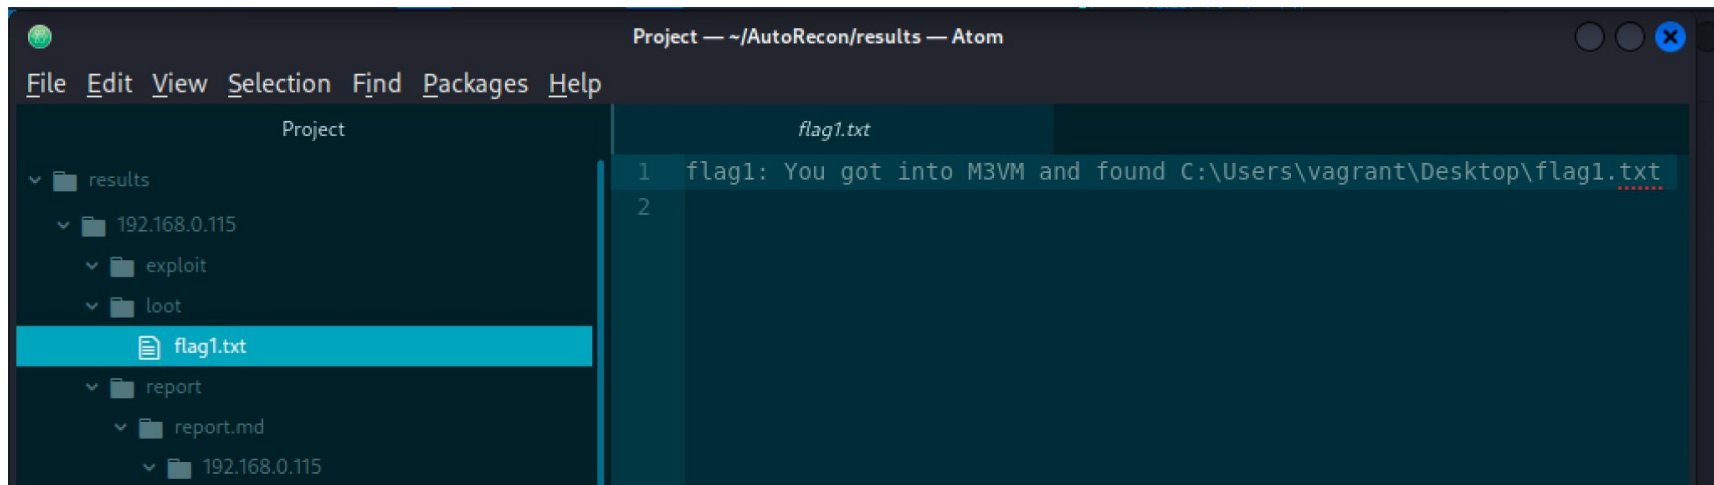 Project — ~/AutoRecon/results — Atom
File Edit View Selection Find Packages Help
Project
results
192.168.0.115
exploit
loot
flag1.txt
report
report.md
192.168.0.115
flag1.txt
1 flag1: You got into M3VM and found C:\Users\vagrant\Desktop\flag1.txt
2